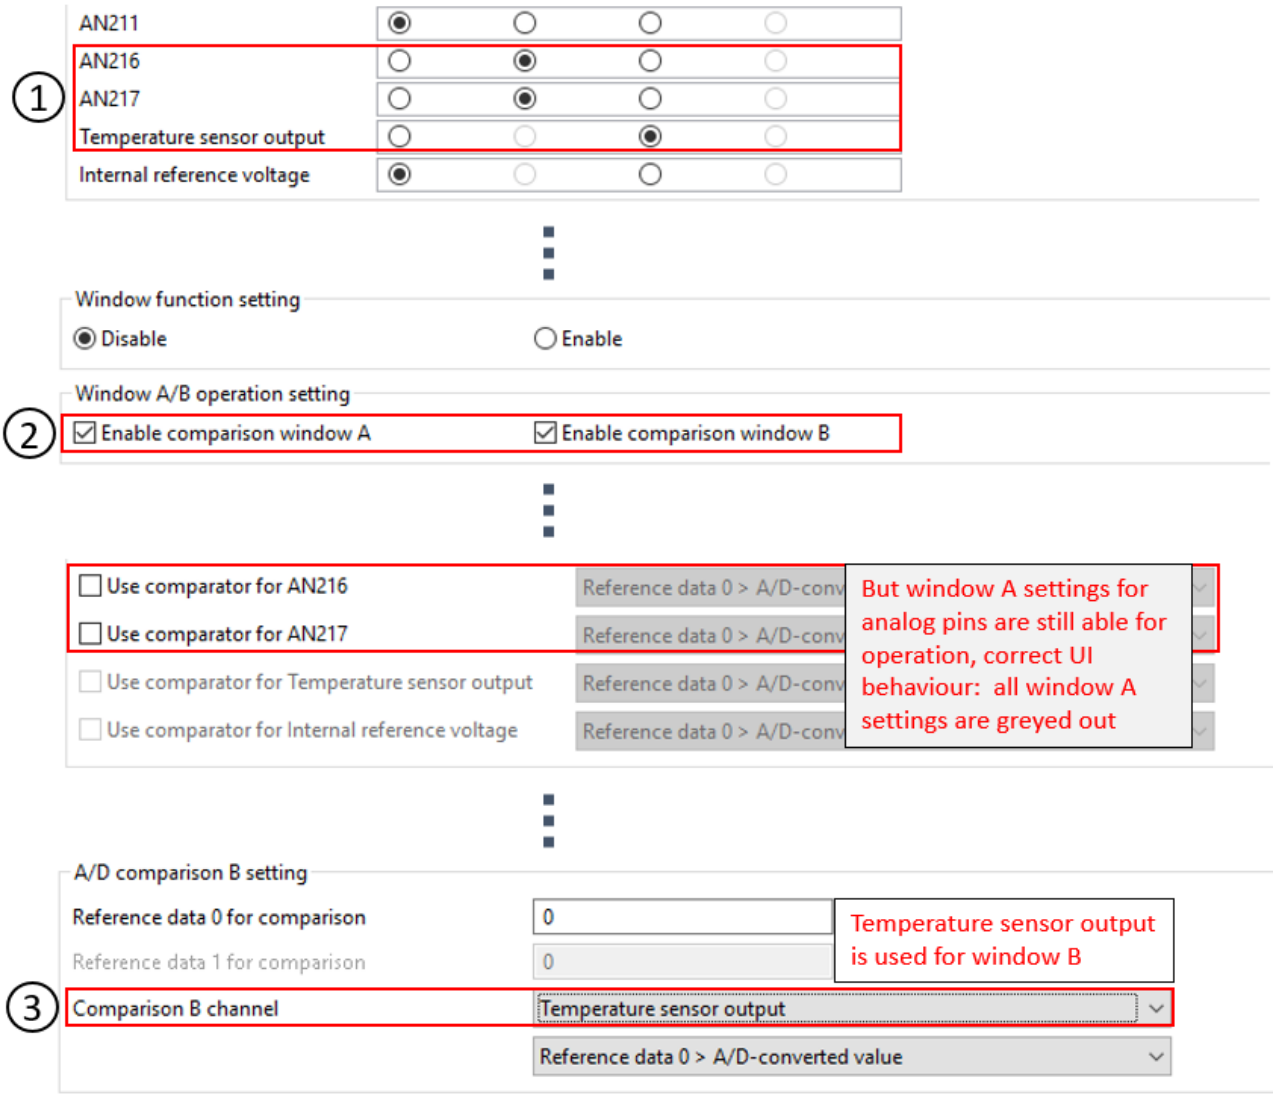 AN211
① AN216
AN217
Temperature sensor output
Internal reference voltage
Window function setting
Disable Enable
Window A/B operation setting
② Enable comparison window A Enable comparison window B
Use comparator for AN216 Reference data 0 > A/D-conv
Use comparator for AN217 Reference data 0 > A/D-conv
Use comparator for Temperature sensor output Reference data 0 > A/D-conv
Use comparator for Internal reference voltage Reference data 0 > A/D-conv
But window A settings for
analog pins are still able for
operation, correct UI
behaviour: all window A
settings are greyed out
A/D comparison B setting
Reference data 0 for comparison 0
Reference data 1 for comparison 0
Temperature sensor output
is used for window B
③ Comparison B channel Temperature sensor output
Reference data 0 > A/D-converted value